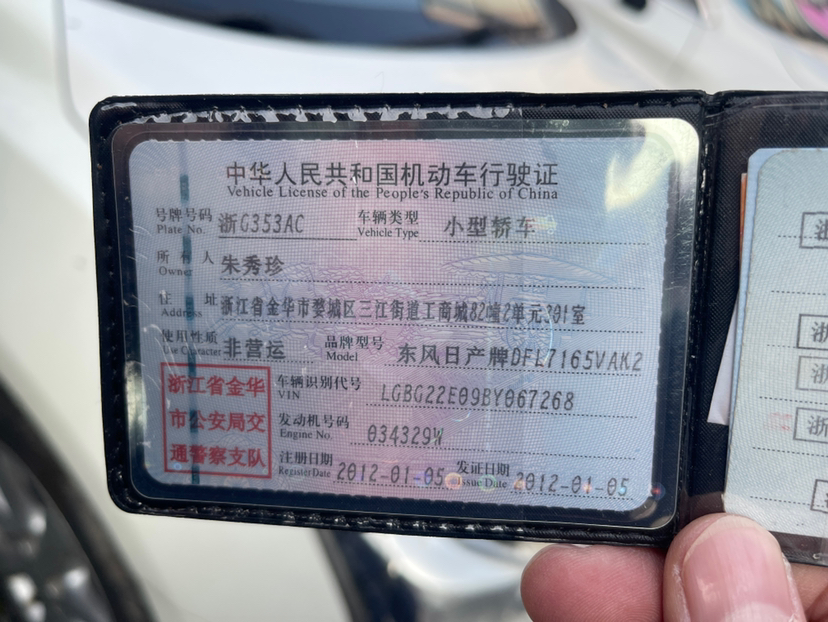 中华人民共和国机动车行驶证
Vehicle License of the People's Republic of China
号牌号码 浙G353AC 车辆类型 小型轿车
Plate No. Vehicle Type
所有人 朱秀珍
Owner
住址 浙江省金华市婺城区三江街道工商城82幢2单元301室
Address
使用性质 非营运 品牌型号 东风日产牌DFL7165VAK2
Use Character Model
浙江省金华
市公安局交
通警察支队
车辆识别代号 LGBG22E09BY067268
VIN
发动机号码 034329W
Engine No.
注册日期 2012-01-05 发证日期 2012-01-05
Register Date Issue Date